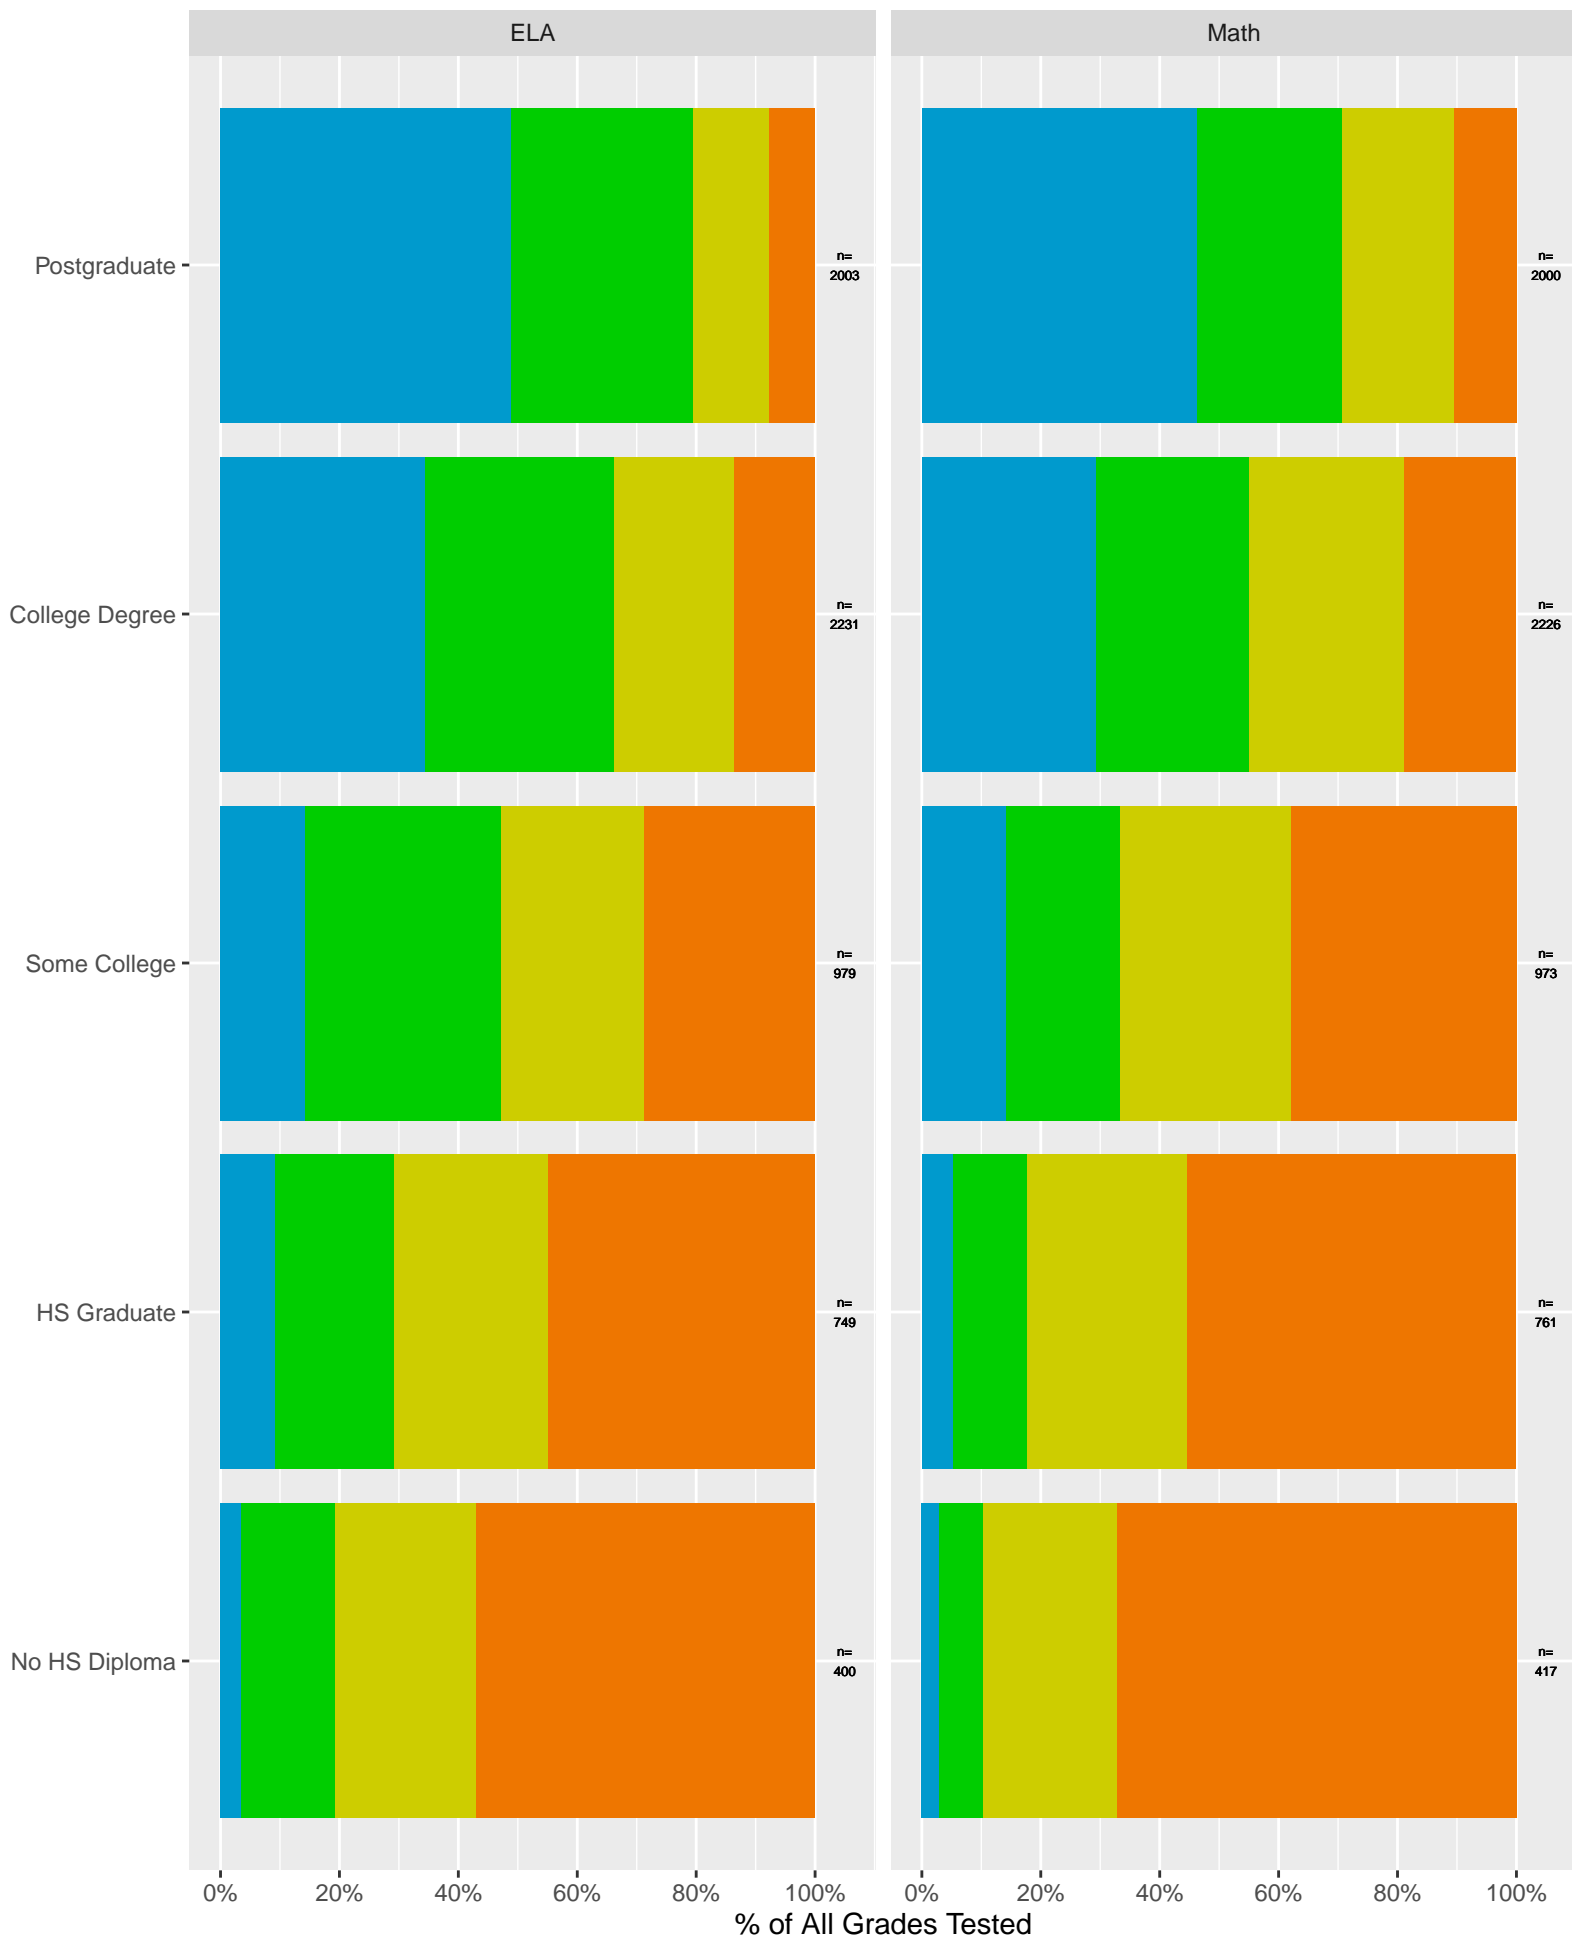 ELA
Math
Postgraduate
n=
2003
n=
2000
College Degree
n=
2231
n=
2226
Some College
n=
979
n=
973
HS Graduate
n=
749
n=
761
No HS Diploma
n=
400
n=
417
0% 20% 40% 60% 80% 100%
0% 20% 40% 60% 80% 100%
% of All Grades Tested